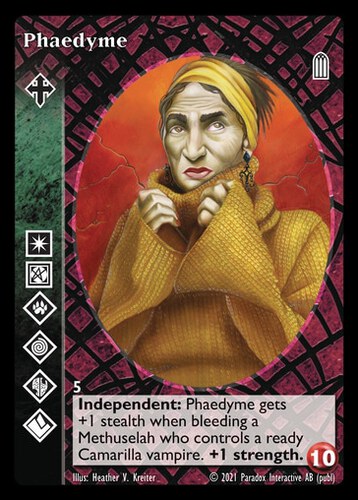 Phaedyme
5
Independent: Phaedyme gets
+1 stealth when bleeding a
Methuselah who controls a ready
Camarilla vampire. +1 strength.
10
Illus: Heather V. Kreiter © 2021 Paradox Interactive AB (publ)